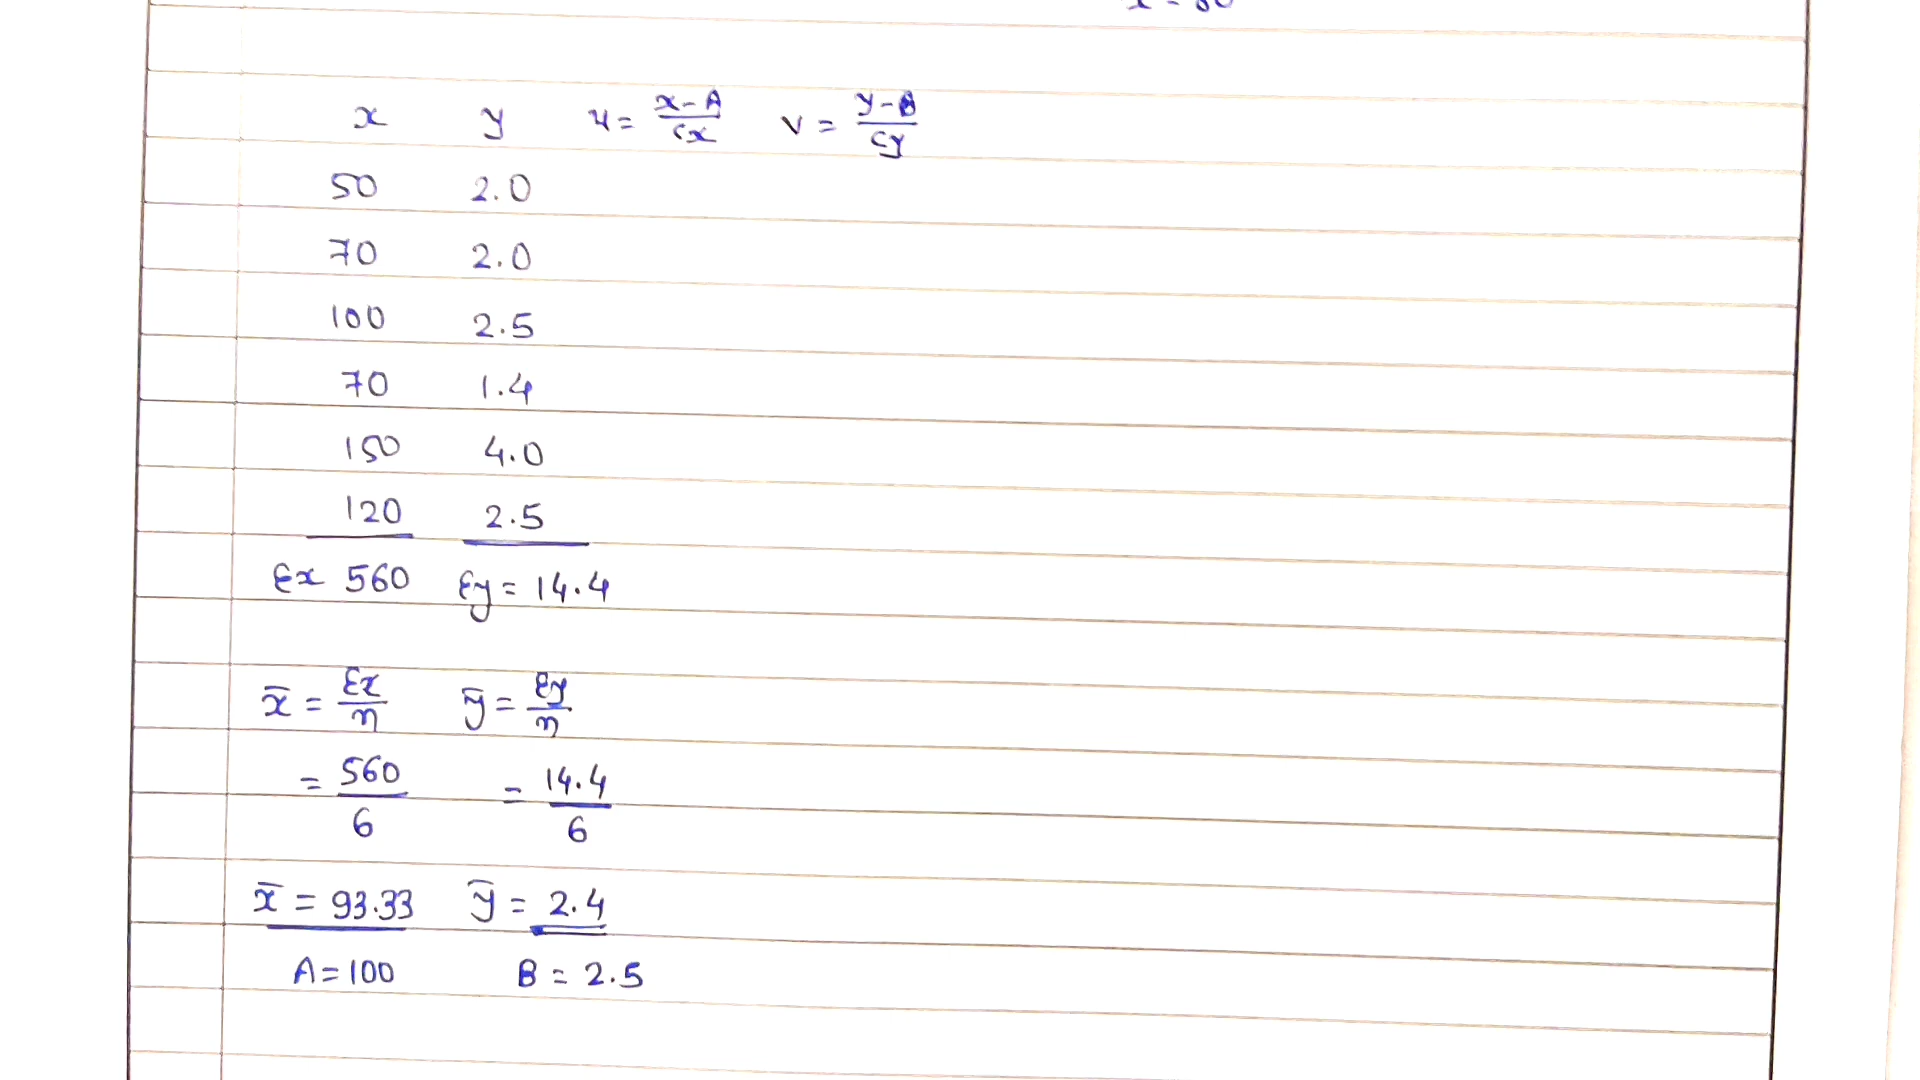 x y u = x-A/Cx v = y-B/Cy
50 2.0
70 2.0
100 2.5
70 1.4
150 4.0
120 2.5
Σx 560 Σy = 14.4
x̄ = Σx/n ȳ = Σy/n
= 560/6 = 14.4/6
x̄ = 93.33 ȳ = 2.4
A = 100 B = 2.5